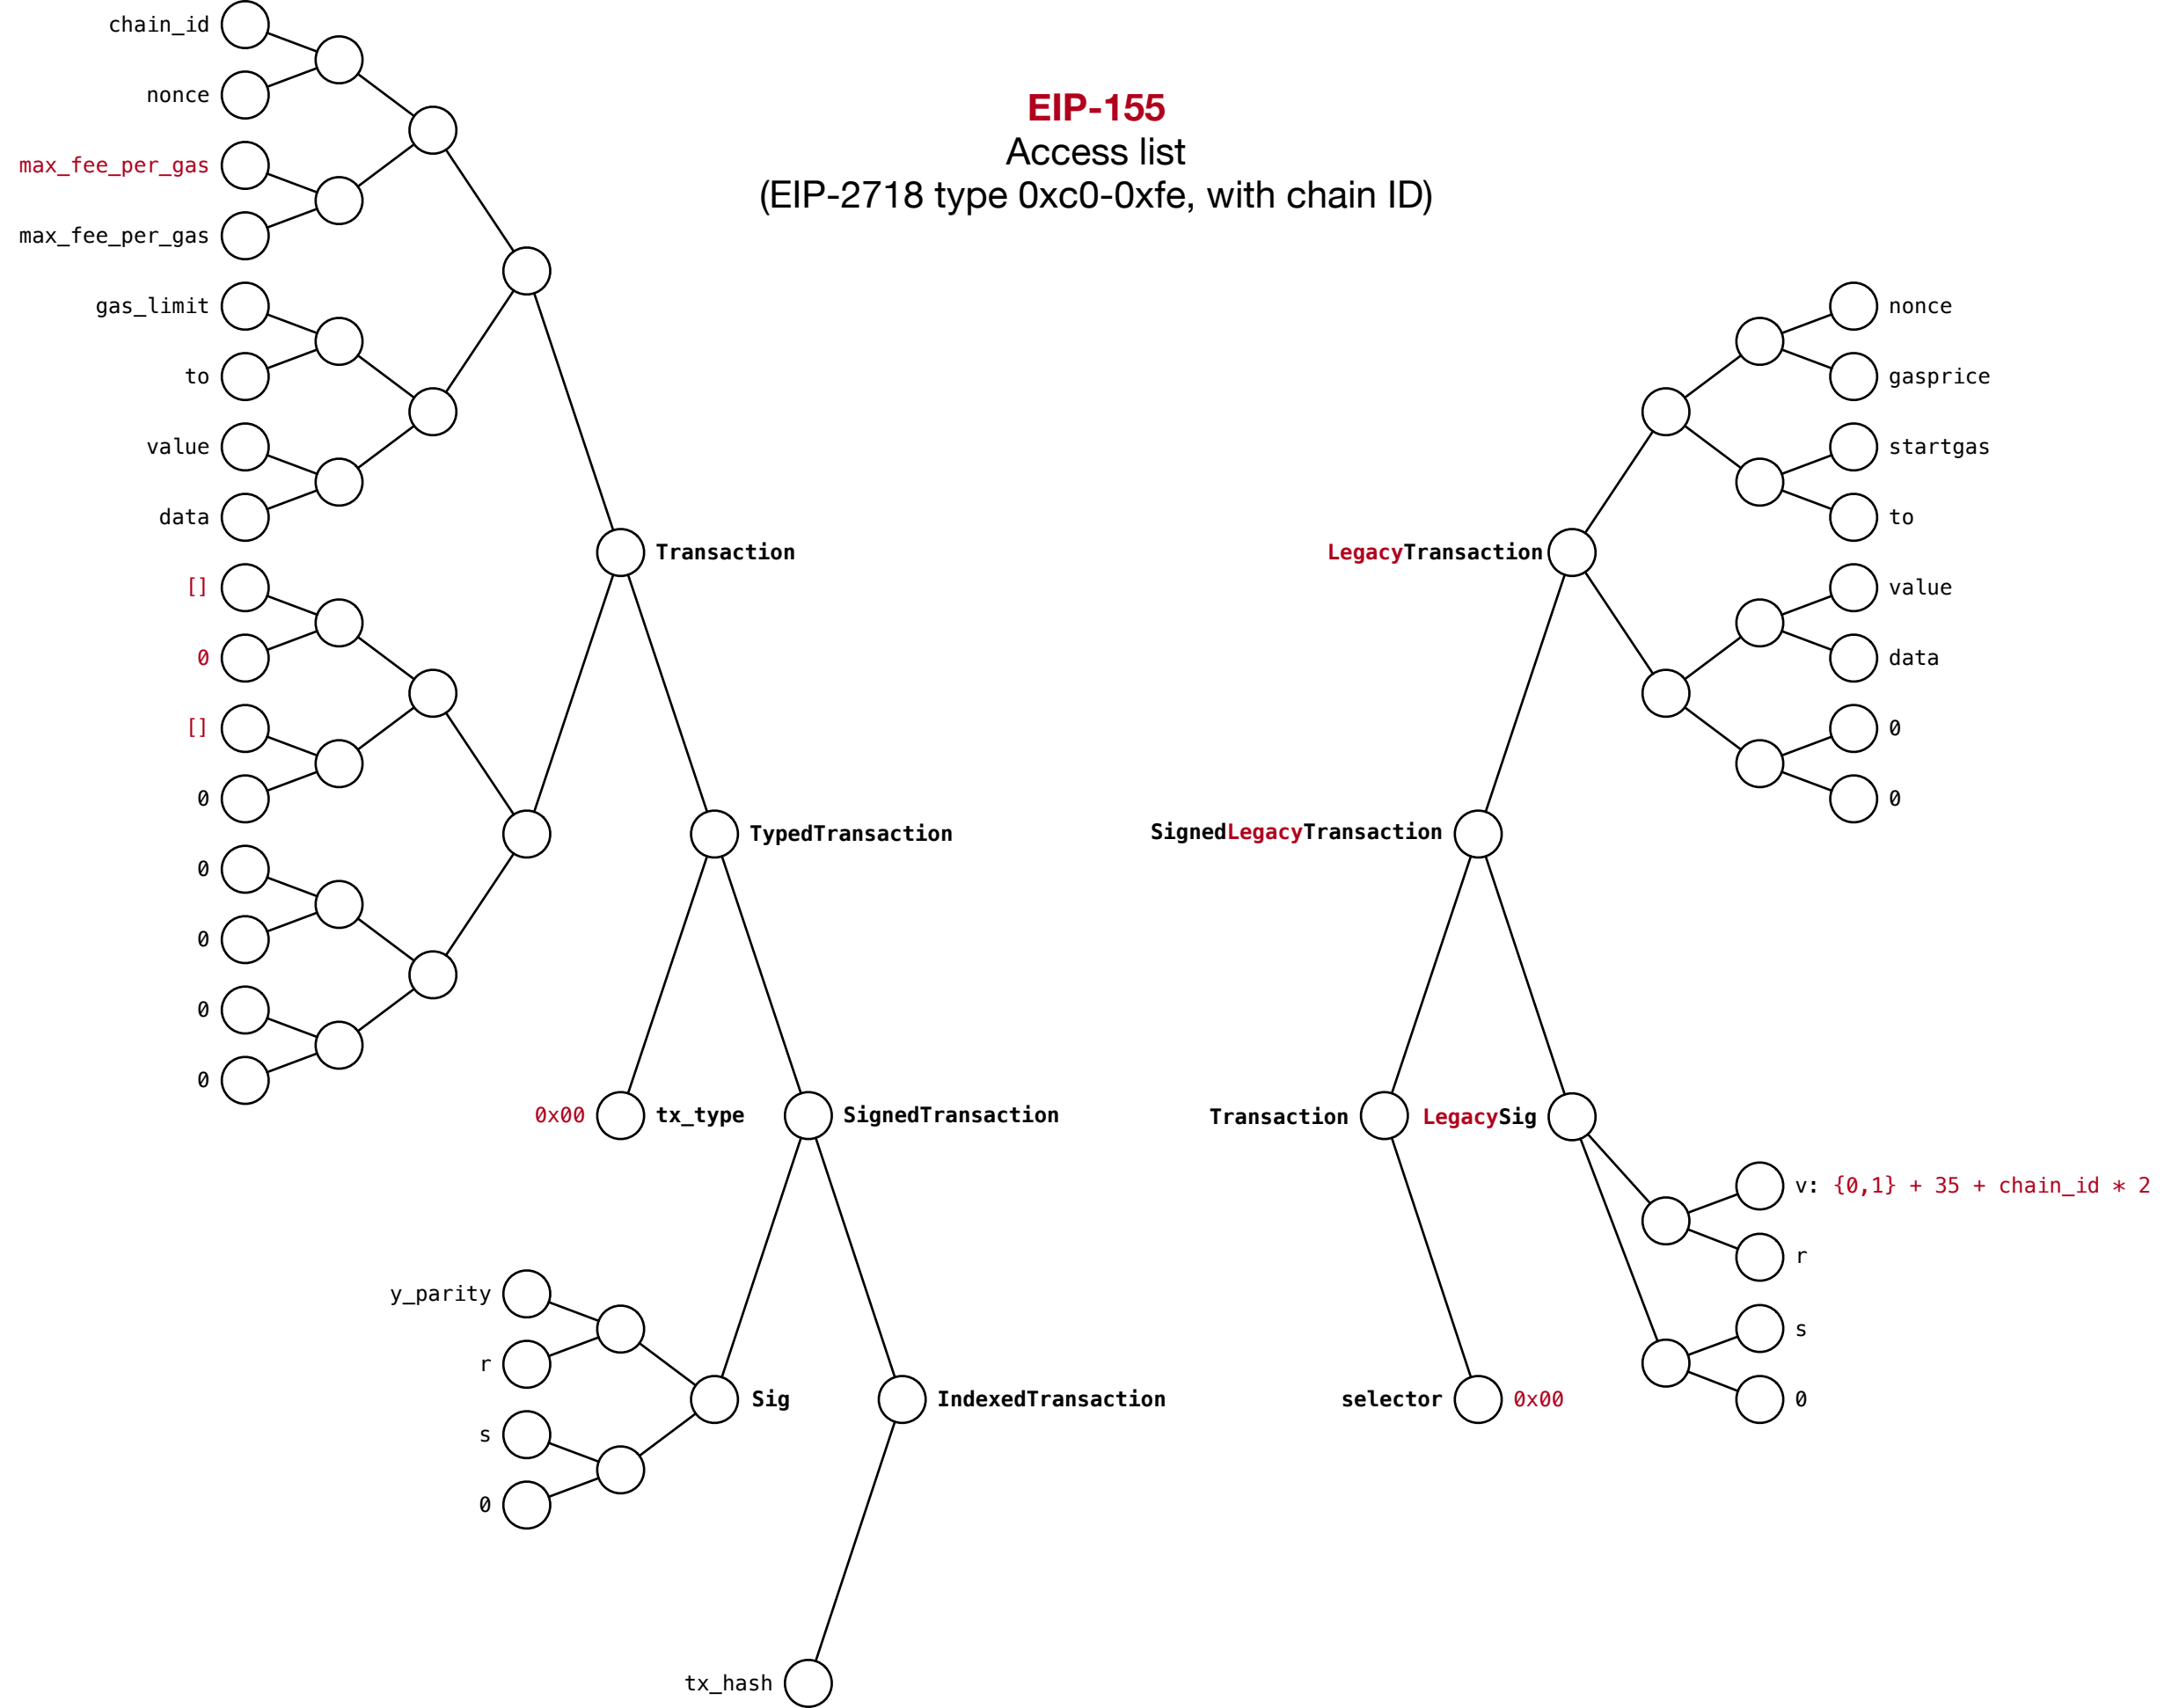 EIP-155
Access list
(EIP-2718 type 0xc0-0xfe, with chain ID)
chain_id
nonce
max_fee_per_gas
max_fee_per_gas
gas_limit
to
value
data
[]
0
[]
0
0
0
0
0
Transaction
TypedTransaction
0x00 tx_type
SignedTransaction
y_parity
r
s
0
Sig
IndexedTransaction
tx_hash
nonce
gasprice
startgas
to
value
data
0
0
LegacyTransaction
SignedLegacyTransaction
Transaction
LegacySig
v: {0,1} + 35 + chain_id * 2
r
s
0
selector 0x00